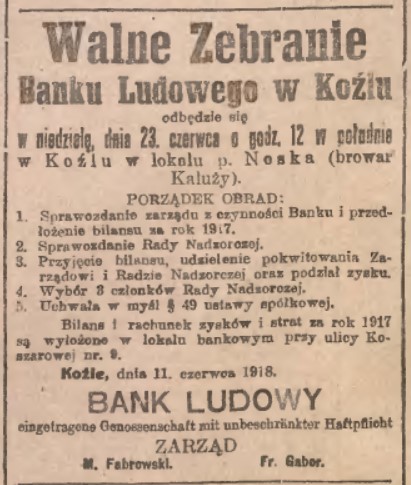 Walne Zebranie
Banku Ludowego w Koźlu
odbędzie się
w niedzielę, dnia 23. czerwca o godz. 12 w południe
w Koźlu w lokalu p. Noska (browar
Kaluży).
PORZĄDEK OBRAD:
1. Sprawozdanie zarządu z czynności Banku i przed-
łożenie bilansu za rok 1917.
2. Sprawozdanie Rady Nadzorczej.
3. Przyjęcie bilansu, udzielenie pokwitowania Za-
rządowi i Radzie Nadzorczej oraz podział zysku.
4. Wybór 3 członków Rady Nadzorczej.
5. Uchwała w myśl § 49 ustawy spółkowej.
Bilans i rachunek zysków i strat za rok 1917
są wyłożone w lokalu bankowym przy ulicy Ko-
szarowej nr. 9.
Koźle, dnia 11. czerwca 1918.
BANK LUDOWY
eingetragene Genossenschaft mit unbeschränkter Haftpflicht
ZARZĄD
M. Fabrowski. Fr. Gabor.